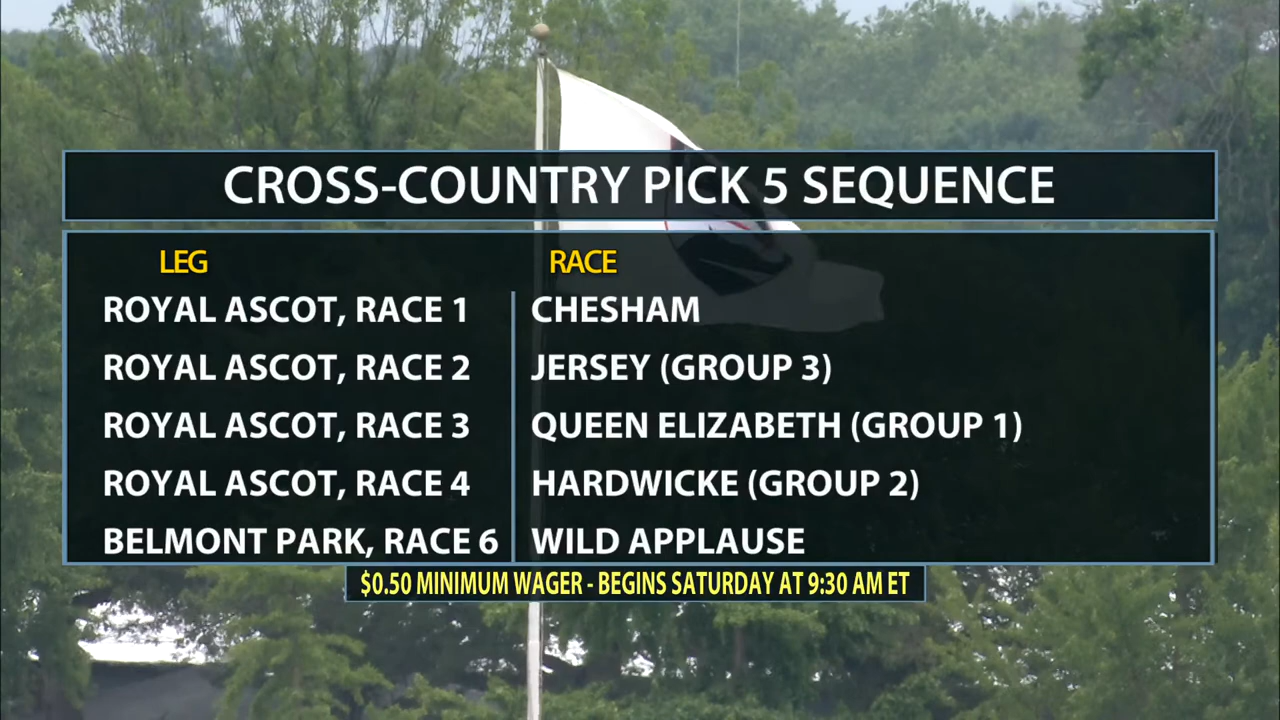 CROSS-COUNTRY PICK 5 SEQUENCE
LEG RACE
ROYAL ASCOT, RACE 1 CHESHAM
ROYAL ASCOT, RACE 2 JERSEY (GROUP 3)
ROYAL ASCOT, RACE 3 QUEEN ELIZABETH (GROUP 1)
ROYAL ASCOT, RACE 4 HARDWICKE (GROUP 2)
BELMONT PARK, RACE 6 WILD APPLAUSE
$0.50 MINIMUM WAGER - BEGINS SATURDAY AT 9:30 AM ET